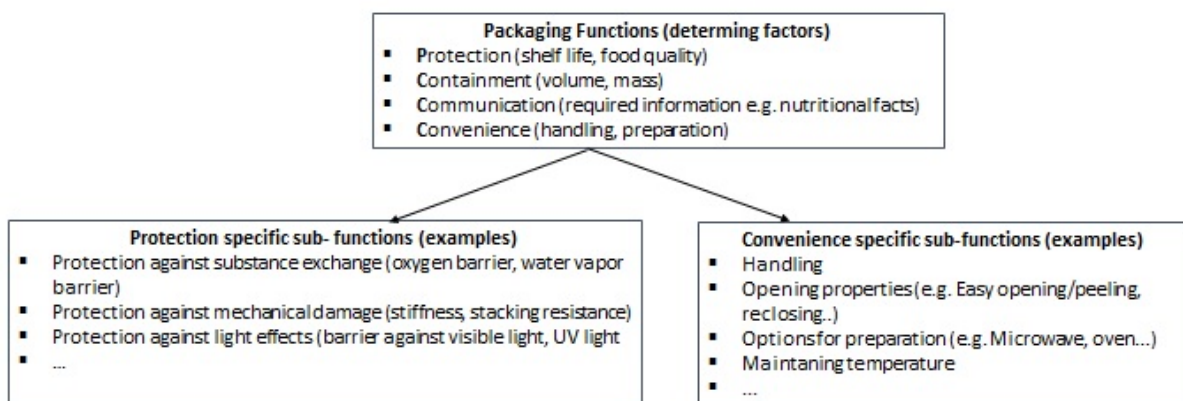 Packaging Functions (determing factors)
▪ Protection (shelf life, food quality)
▪ Containment (volume, mass)
▪ Communication (required information e.g. nutritional facts)
▪ Convenience (handling, preparation)
Protection specific sub- functions (examples)
▪ Protection against substance exchange (oxygen barrier, water vapor
barrier)
▪ Protection against mechanical damage (stiffness, stacking resistance)
▪ Protection against light effects (barrier against visible light, UV light
▪ ...
Convenience specific sub-functions (examples)
▪ Handling
▪ Opening properties (e.g. Easy opening/peeling,
reclosing..)
▪ Options for preparation (e.g. Microwave, oven...)
▪ Maintaning temperature
▪ ...